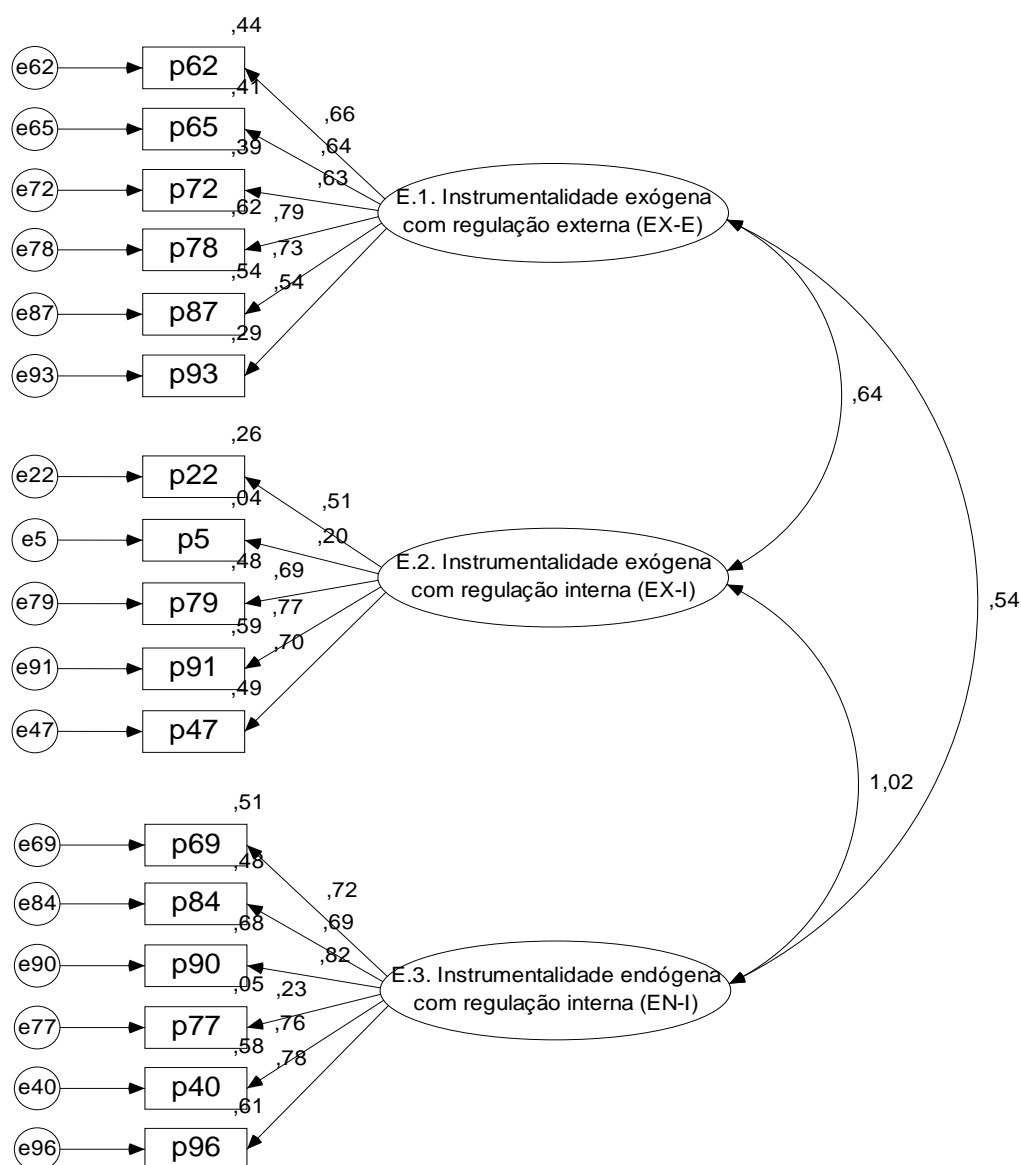 ,44
e62 p62
,41
,66
e65 p65
,64
,39
,63
e72 p72
E.1. Instrumentalidade exógena
com regulação externa (EX-E)
,62
,79
e78 p78
,73
,54
,54
e87 p87
,29
e93 p93
,64
,26
e22 p22
,04
,51
e5 p5
,20
,48
,69
E.2. Instrumentalidade exógena
com regulação interna (EX-I)
e79 p79
,77
,59
,70
e91 p91
,49
e47 p47
,54
1,02
,51
e69 p69
,48
,72
e84 p84
,69
,68
,82
e90 p90
E.3. Instrumentalidade endógena
com regulação interna (EN-I)
,05
,23
e77 p77
,76
,58
,78
e40 p40
,61
e96 p96